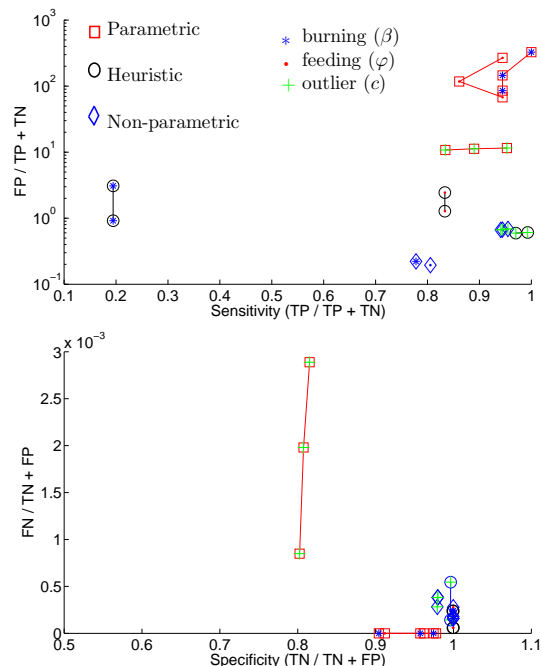 10^3
10^2
10^1
10^0
10^-1
FP / TP + TN
Parametric
Heuristic
Non-parametric
burning (β)
feeding (φ)
outlier (c)
0.1 0.2 0.3 0.4 0.5 0.6 0.7 0.8 0.9 1
Sensitivity (TP / TP + TN)
x 10^-3
3
2.5
2
1.5
1
0.5
0
FN / TN + FP
0.5 0.6 0.7 0.8 0.9 1 1.1
Specificity (TN / TN + FP)